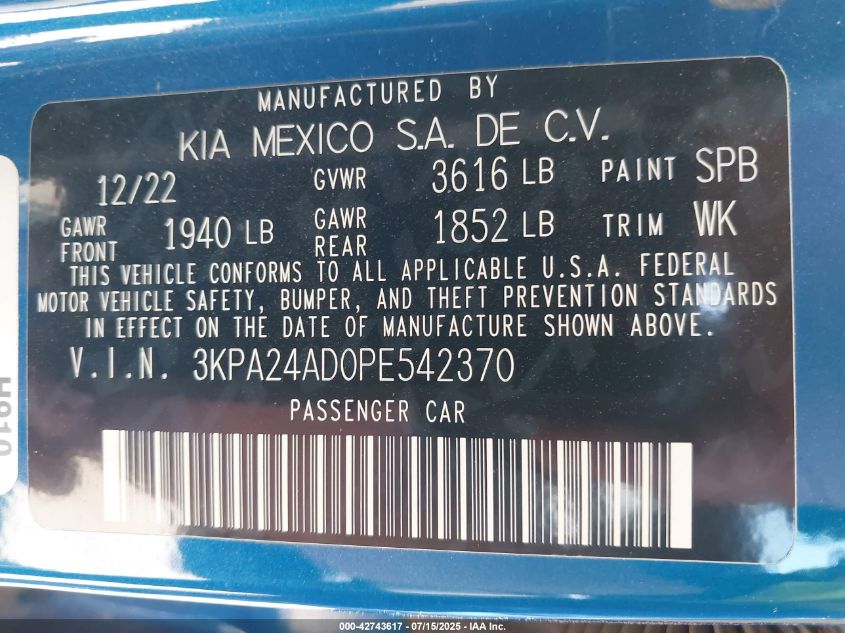 MANUFACTURED BY
KIA MEXICO S.A. DE C.V.
12/22 GVWR 3616 LB PAINT SPB
GAWR FRONT 1940 LB GAWR REAR 1852 LB TRIM WK
THIS VEHICLE CONFORMS TO ALL APPLICABLE U.S.A. FEDERAL
MOTOR VEHICLE SAFETY, BUMPER, AND THEFT PREVENTION STANDARDS
IN EFFECT ON THE DATE OF MANUFACTURE SHOWN ABOVE.
V.I.N. 3KPA24AD0PE542370
PASSENGER CAR
000-42743617 - 07/15/2025 - IAA Inc.